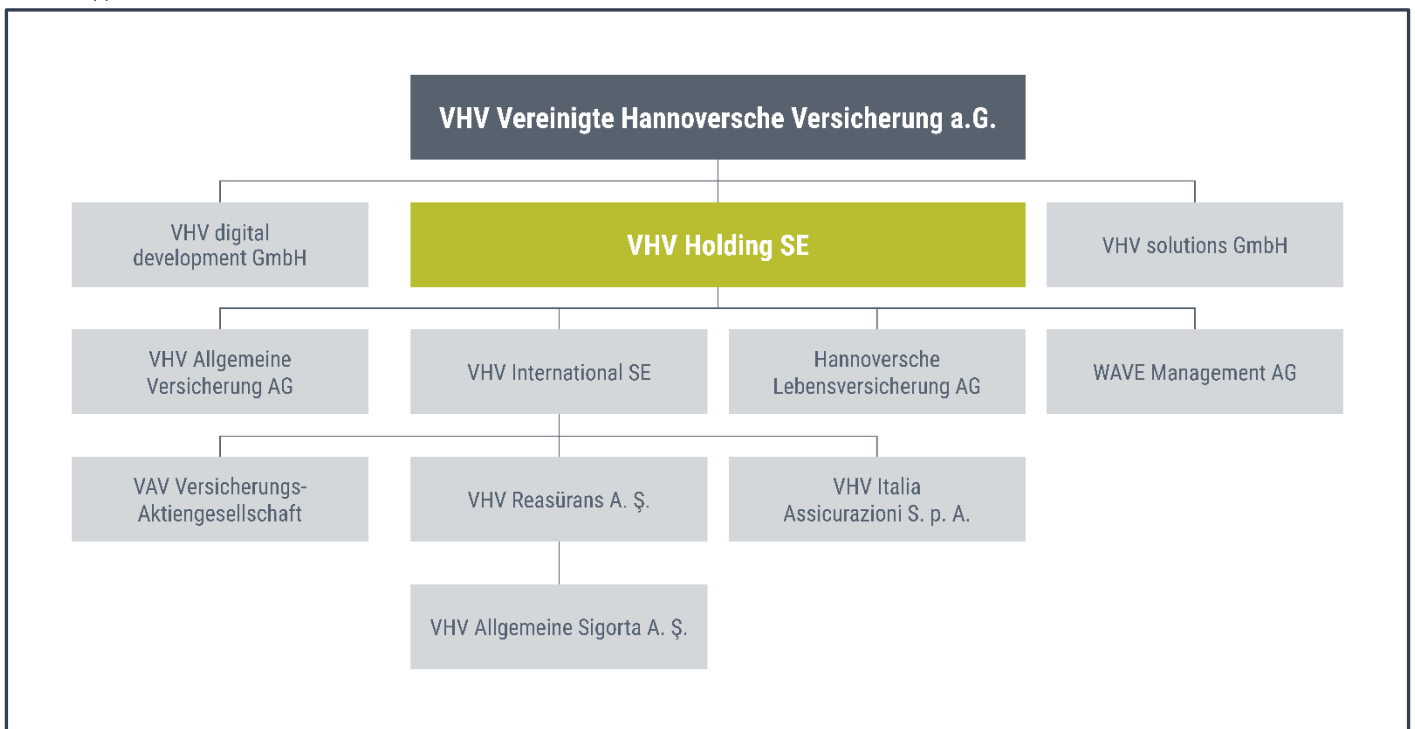 VHV Vereinigte Hannoversche Versicherung a.G.
VHV digital
development GmbH
VHV Holding SE
VHV solutions GmbH
VHV Allgemeine
Versicherung AG
VHV International SE
Hannoversche
Lebensversicherung AG
WAVE Management AG
VAV Versicherungs-
Aktiengesellschaft
VHV Reasürans A. Ş.
VHV Italia
Assicurazioni S. p. A.
VHV Allgemeine Sigorta A. Ş.